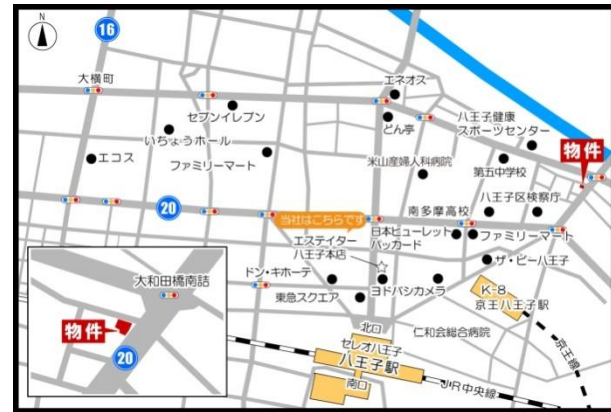 N
16
大横町
エネオス
セブンイレブン
どん亭
八王子健康
スポーツセンター
いちょうホール
物件
エコス
ファミリーマート
米山産婦人科病院
第五中学校
20
当社はこちらです
南多摩高校
八王子区検察庁
エステイター
八王子本店
日本ヒューレット
パッカード
ファミリーマート
ザ・ビー八王子
ドン・キホーテ
ヨドバシカメラ
東急スクエア
K-8
京王八王子駅
大和田橋南詰
物件
20
北口
仁和会総合病院
京王線
セレオ八王子
八王子駅
南口
JR中央線